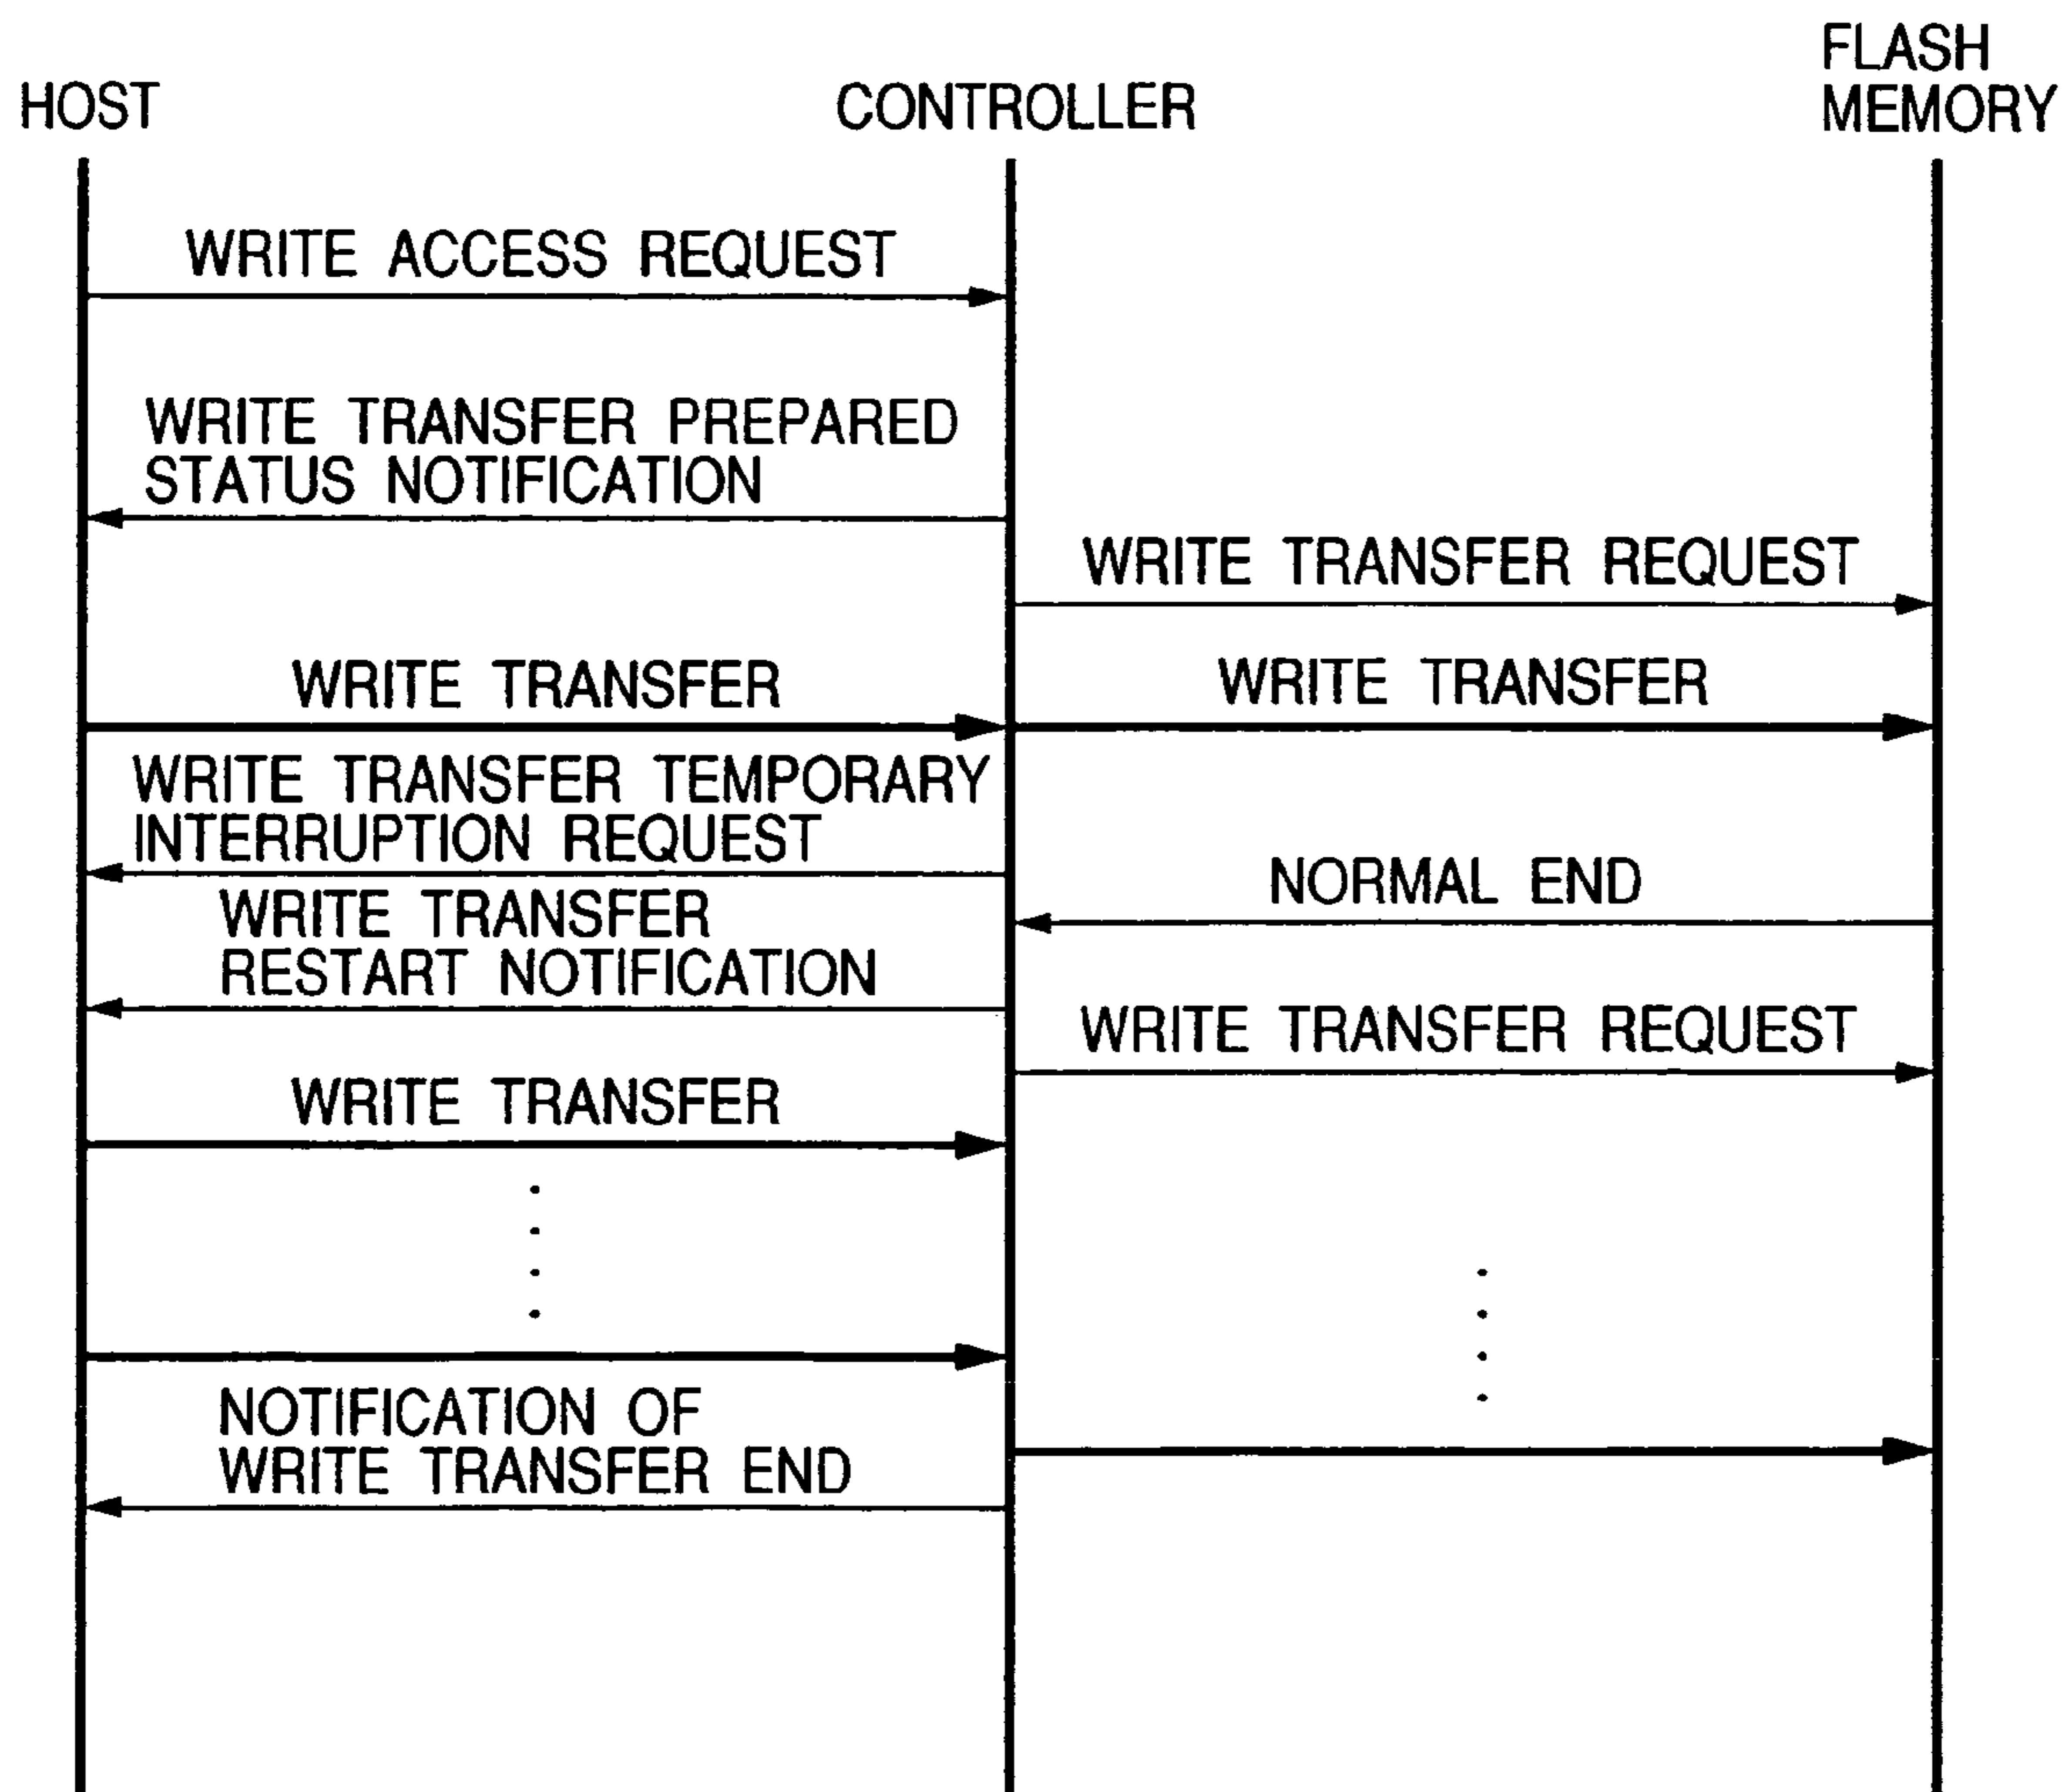 HOST
CONTROLLER
FLASH
MEMORY
WRITE ACCESS REQUEST
WRITE TRANSFER PREPARED
STATUS NOTIFICATION
WRITE TRANSFER REQUEST
WRITE TRANSFER
WRITE TRANSFER
WRITE TRANSFER TEMPORARY
INTERRUPTION REQUEST
NORMAL END
WRITE TRANSFER
RESTART NOTIFICATION
WRITE TRANSFER REQUEST
WRITE TRANSFER
NOTIFICATION OF
WRITE TRANSFER END